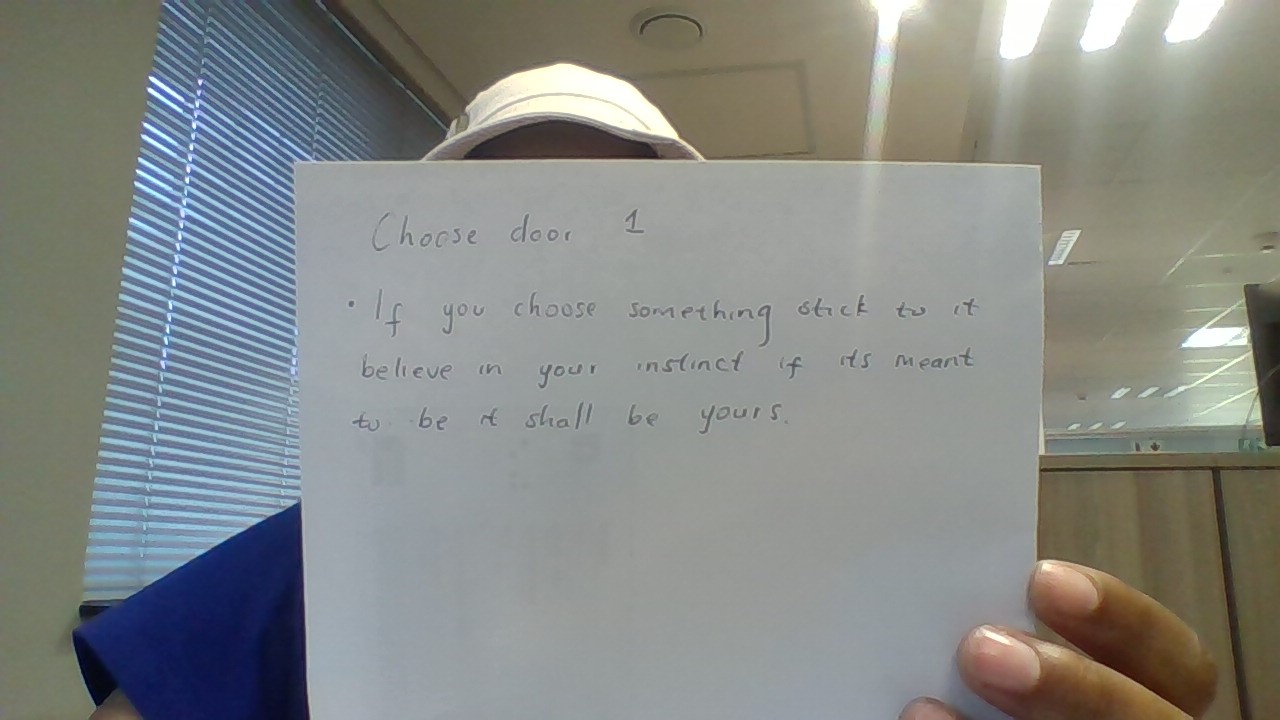 Choose door 1
• If you choose something stick to it
believe in your instinct if its meant
to be it shall be yours.